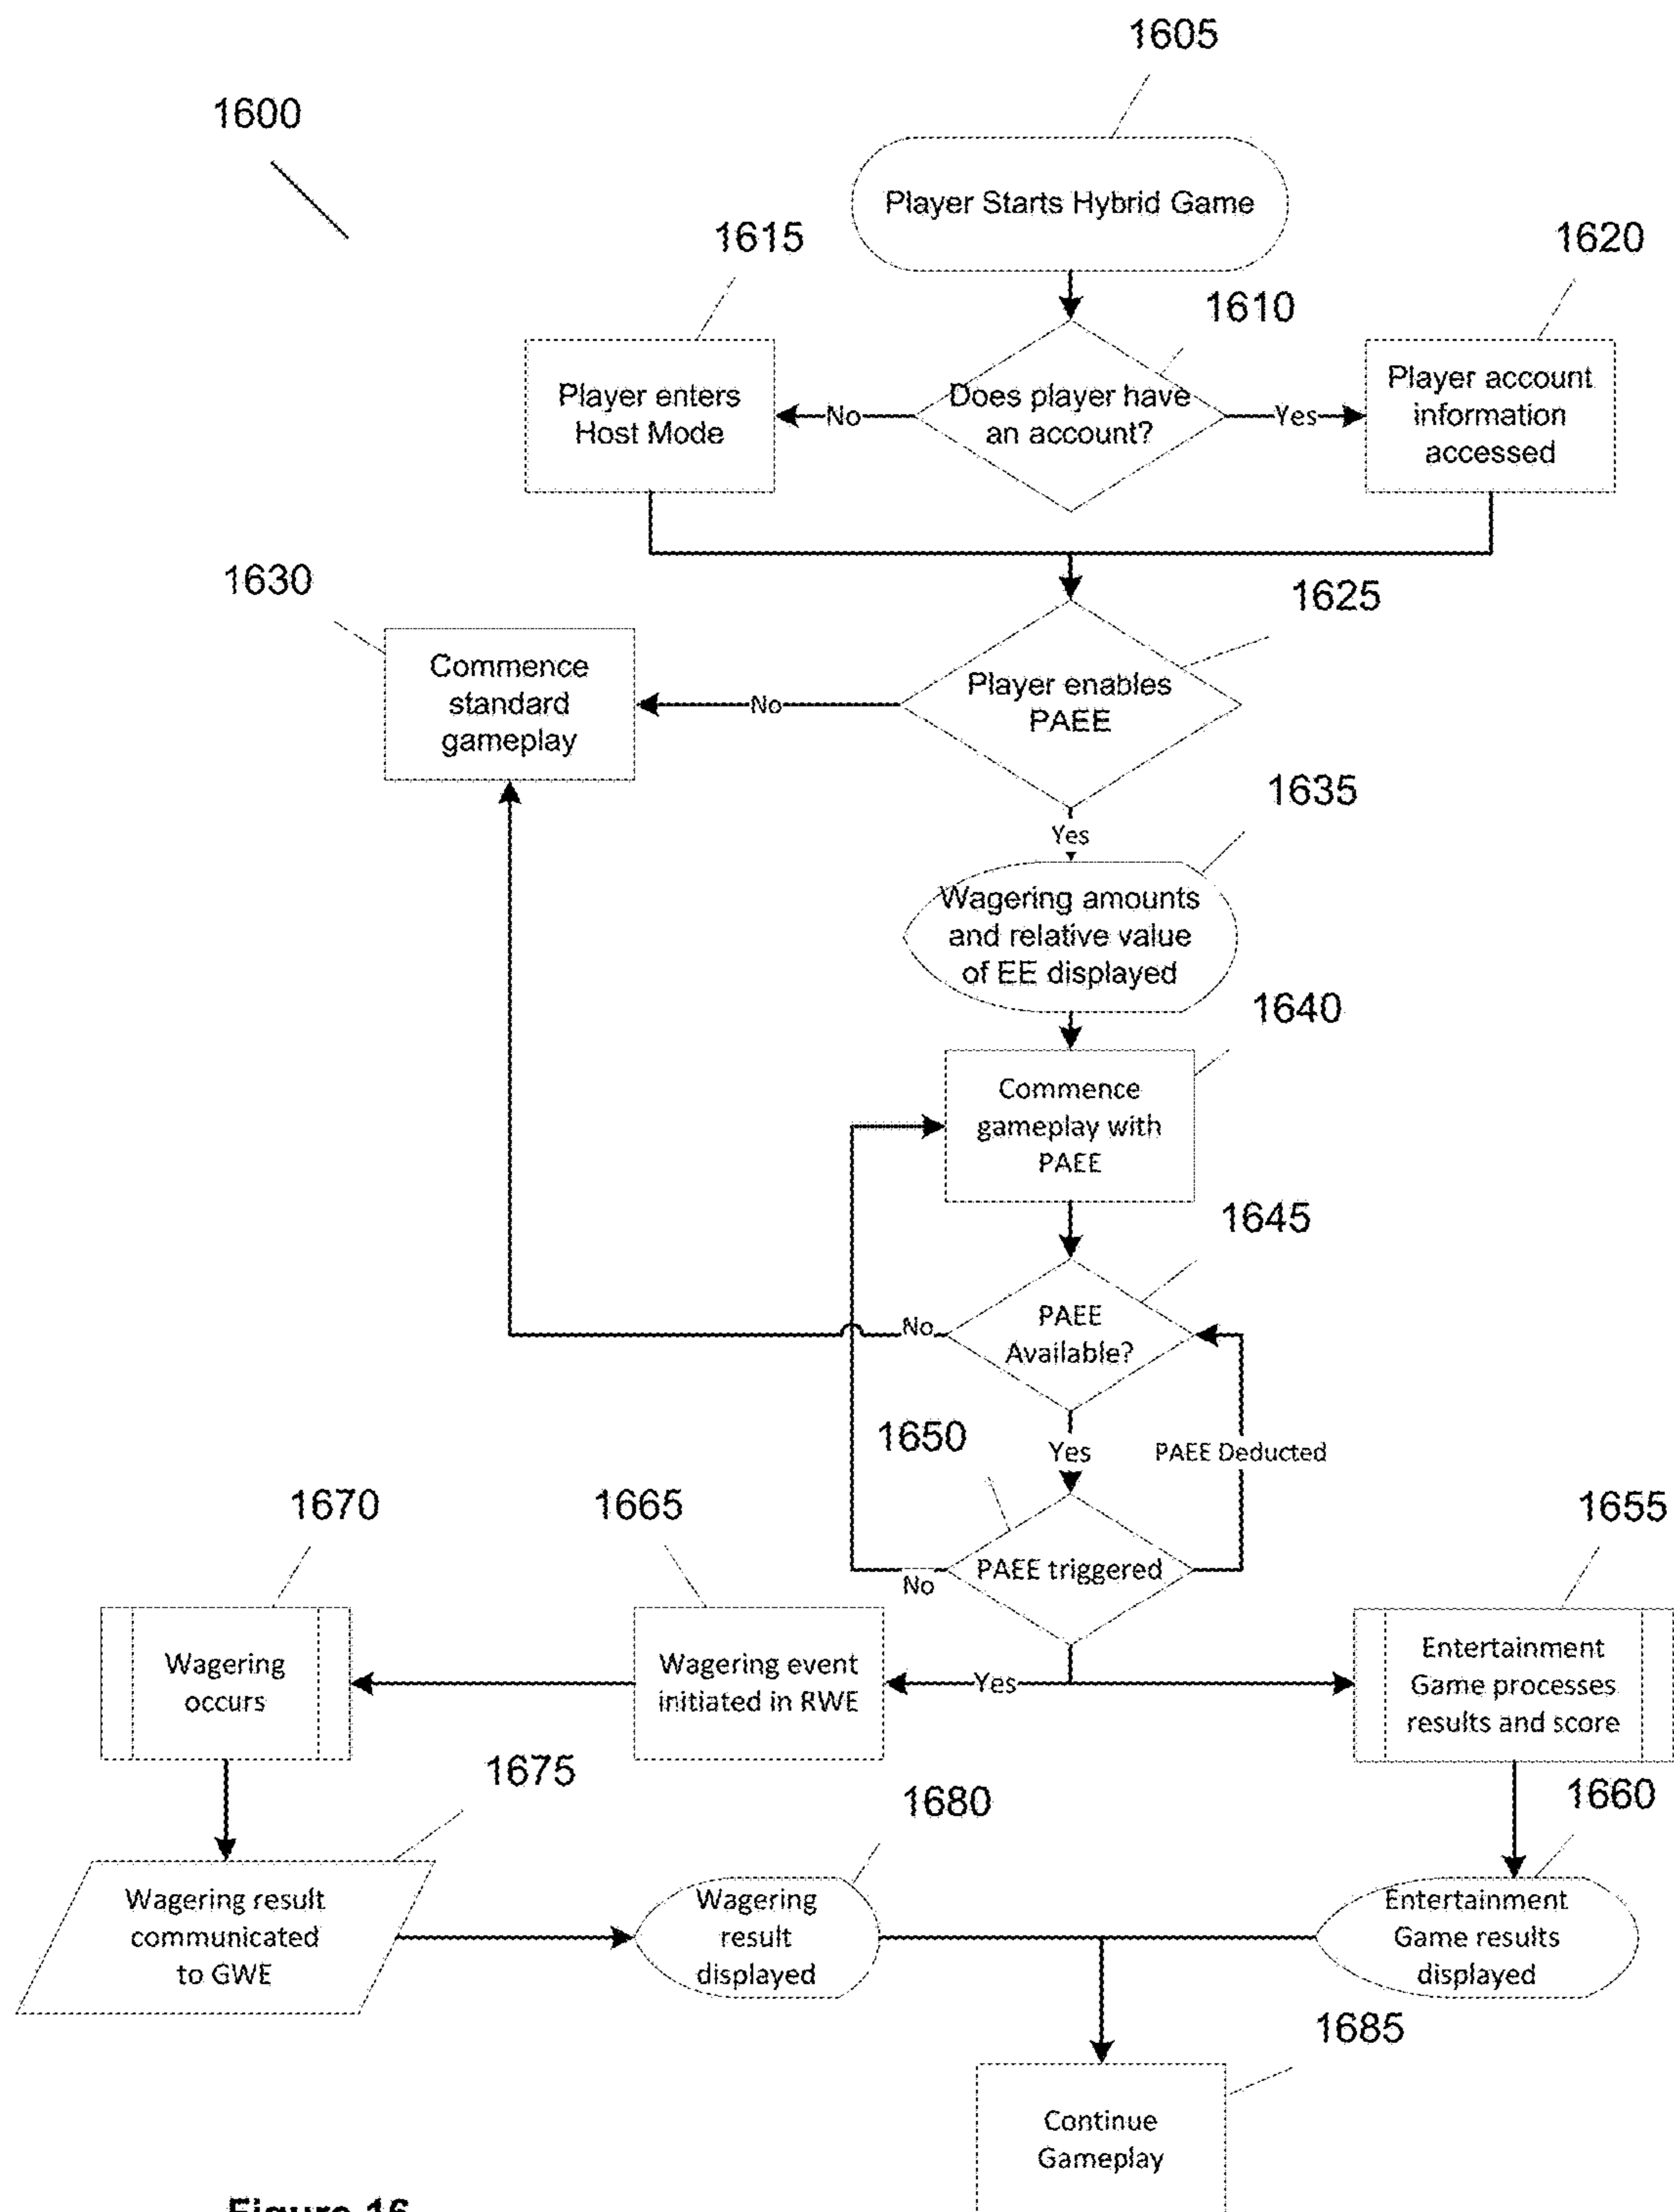 1605
1600
Player Starts Hybrid Game
1615
1620
1610
Player enters
Host Mode
No
Does player have
an account?
Yes
Player account
information
accessed
1630
1625
Commence
standard
gameplay
No
Player enables
PAEE
1635
Yes
Wagering amounts
and relative value
of EE displayed
1640
Commence
gameplay with
PAEE
1645
PAEE
Available?
No
1650
Yes
PAEE Deducted
1670
1665
1655
PAEE triggered
No
Wagering
occurs
Wagering event
initiated in RWE
Yes
Entertainment
Game processes
results and score
1675
1680
1660
Wagering result
communicated
to GWE
Wagering
result
displayed
Entertainment
Game results
displayed
1685
Continue
Gameplay
Figure 16